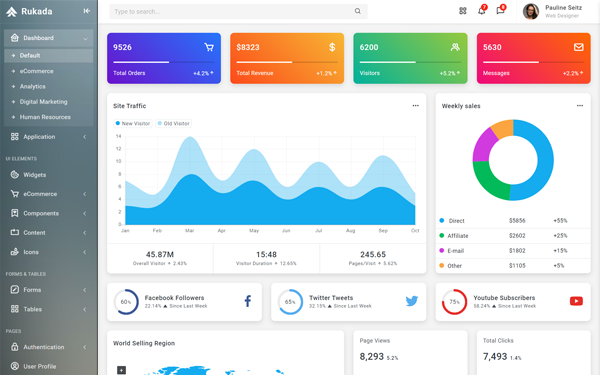 Rukada
Type to search...
7
8
Pauline Seitz
Web Designer
Dashboard
Default
eCommerce
Analytics
Digital Marketing
Human Resources
Application
UI ELEMENTS
Widgets
eCommerce
Components
Content
Icons
FORMS & TABLES
Forms
Tables
PAGES
Authentication
User Profile
9526
Total Orders
+4.2%
$8323
$
Total Revenue
+1.2%
6200
Visitors
+5.2%
5630
Messages
+2.2%
Site Traffic
New Visitor
Old Visitor
14
12
10
8
6
4
2
0
Jan Feb Mar Apr May Jun Jul Aug Sep Oct
45.87M
Overall Visitor 2.43%
15:48
Visitor Duration 12.65%
245.65
Pages/Visit 5.62%
Weekly sales
Direct $5856 +55%
Affiliate $2602 +25%
E-mail $1802 +15%
Other $1105 +5%
60%
Facebook Followers
22.14% Since Last Week
65%
Twitter Tweets
32.15% Since Last Week
75%
Youtube Subscribers
58.24% Since Last Week
World Selling Region
+
Page Views
8,293 5.2%
Total Clicks
7,493 1.4%